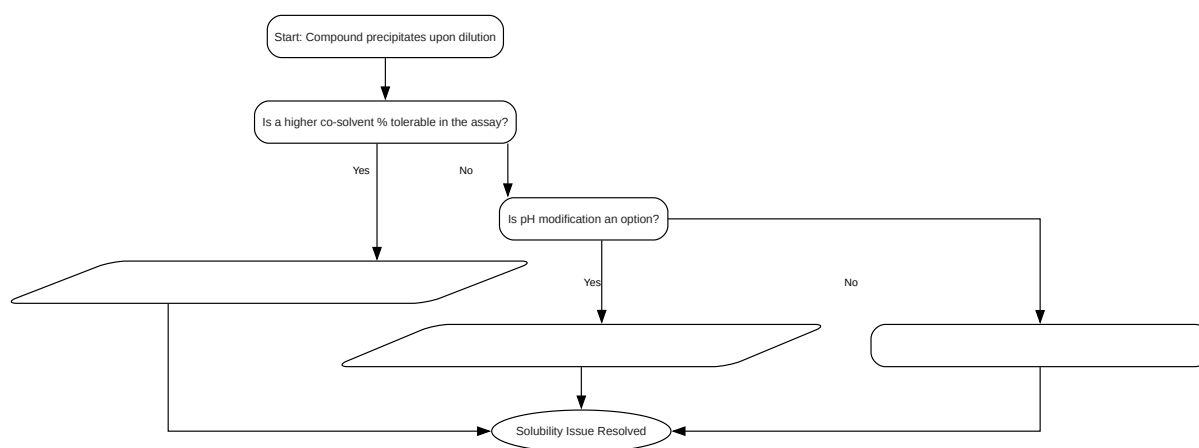 Start: Compound precipitates upon dilution
Is a higher co-solvent % tolerable in the assay?
Yes
No
Is pH modification an option?
Yes
No
Solubility Issue Resolved